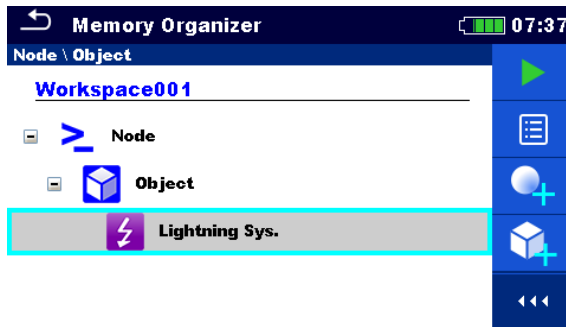 Memory Organizer 07:37
Node \ Object
Workspace001
Node
Object
Lightning Sys.